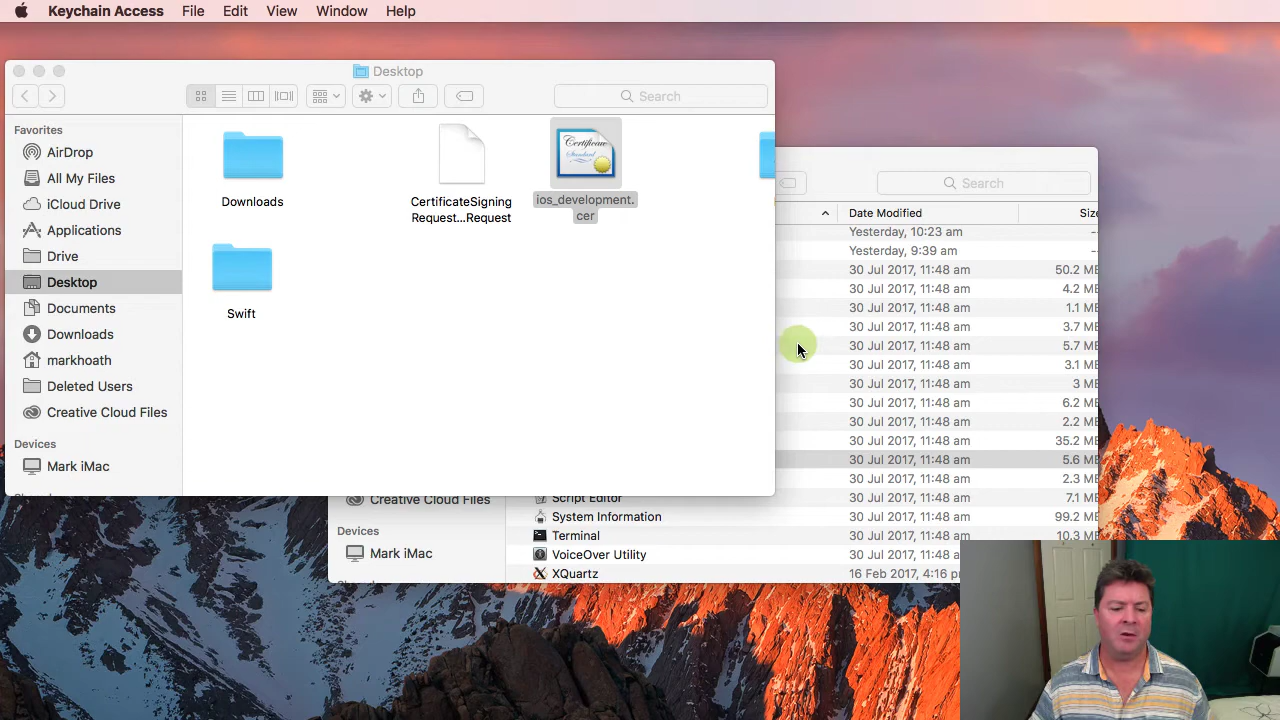 Keychain Access File Edit View Window Help
Desktop
Search
Favorites
AirDrop
All My Files
iCloud Drive
Applications
Drive
Desktop
Documents
Downloads
markhoath
Deleted Users
Creative Cloud Files
Devices
Mark iMac
Downloads
CertificateSigning
Request...Request
Certificate
Standard
ios_development.
cer
Swift
Search
Date Modified Size
Yesterday, 10:23 am --
Yesterday, 9:39 am --
30 Jul 2017, 11:48 am 50.2 MB
30 Jul 2017, 11:48 am 4.2 MB
30 Jul 2017, 11:48 am 1.1 MB
30 Jul 2017, 11:48 am 3.7 MB
30 Jul 2017, 11:48 am 5.7 MB
30 Jul 2017, 11:48 am 3.1 MB
30 Jul 2017, 11:48 am 3 MB
30 Jul 2017, 11:48 am 6.2 MB
30 Jul 2017, 11:48 am 2.2 MB
30 Jul 2017, 11:48 am 35.2 MB
30 Jul 2017, 11:48 am 5.6 MB
30 Jul 2017, 11:48 am 2.3 MB
Script Editor 30 Jul 2017, 11:48 am 7.1 MB
System Information 30 Jul 2017, 11:48 am 99.2 MB
Terminal 30 Jul 2017, 11:48 am 10.3 MB
VoiceOver Utility 30 Jul 2017, 11:48 a
XQuartz 16 Feb 2017, 4:16 p
Creative Cloud Files
Devices
Mark iMac